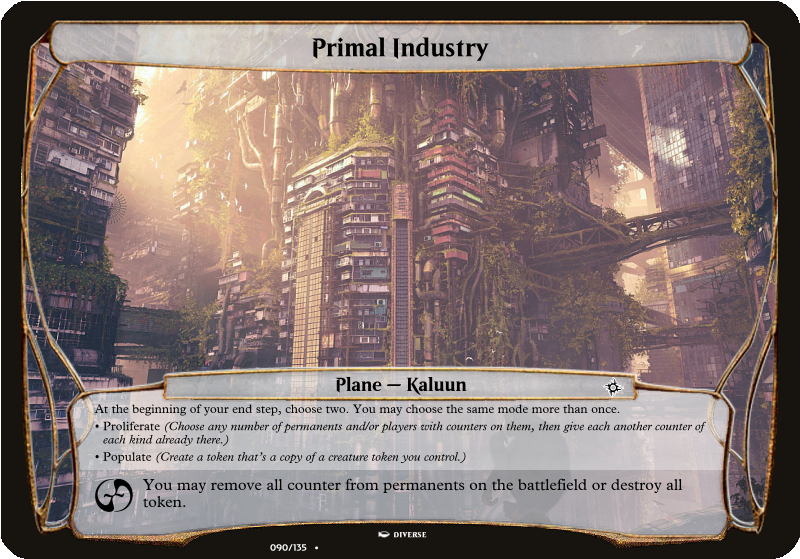 Primal Industry
Plane — Kaluun
At the beginning of your end step, choose two. You may choose the same mode more than once.
• Proliferate (Choose any number of permanents and/or players with counters on them, then give each another counter of
each kind already there.)
• Populate (Create a token that's a copy of a creature token you control.)
You may remove all counter from permanents on the battlefield or destroy all
token.
DIVERSE
090/135 •